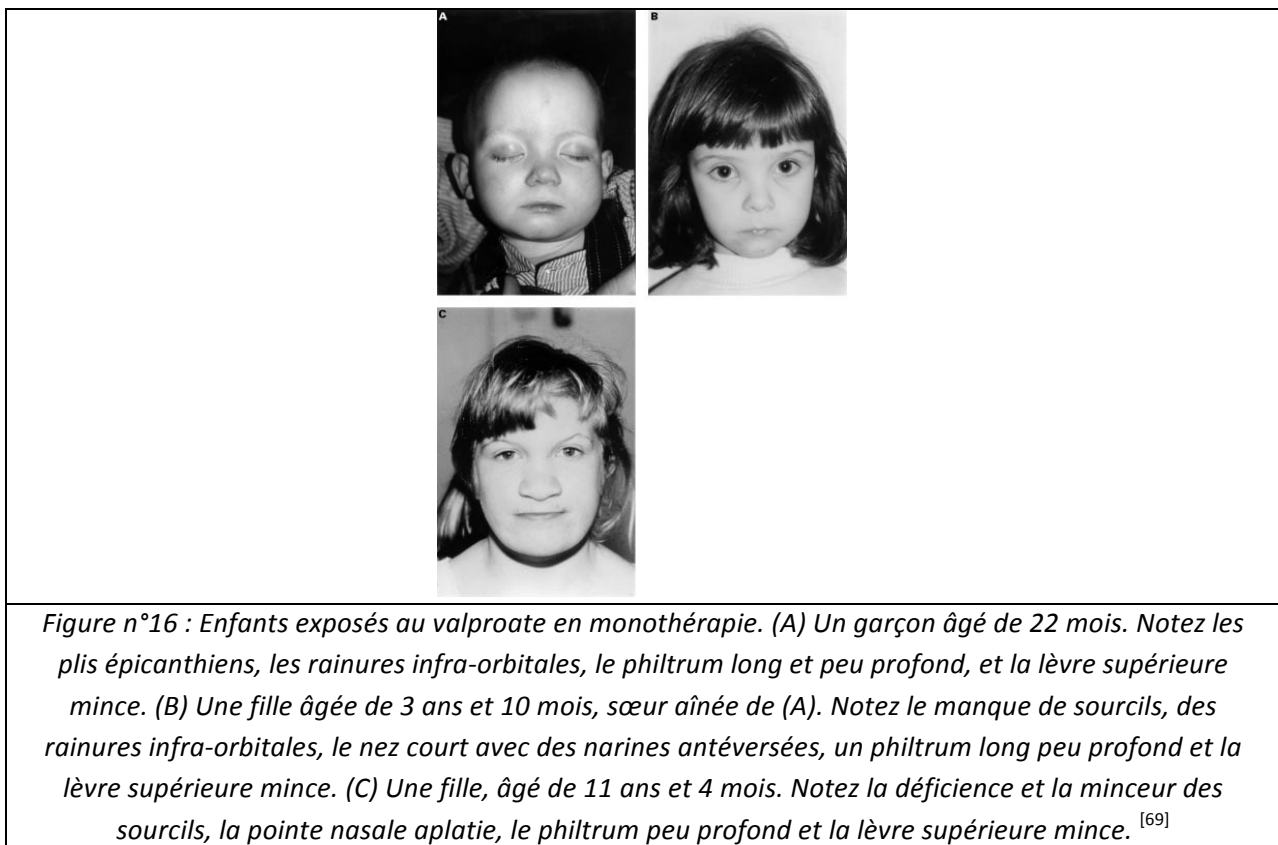 A
B
C
Figure n°16 : Enfants exposés au valproate en monothérapie. (A) Un garçon âgé de 22 mois. Notez les
plis épicanthiens, les rainures infra-orbitales, le philtrum long et peu profond, et la lèvre supérieure
mince. (B) Une fille âgée de 3 ans et 10 mois, sœur aînée de (A). Notez le manque de sourcils, des
rainures infra-orbitales, le nez court avec des narines antéversées, un philtrum long peu profond et la
lèvre supérieure mince. (C) Une fille, âgé de 11 ans et 4 mois. Notez la déficience et la minceur des
sourcils, la pointe nasale aplatie, le philtrum peu profond et la lèvre supérieure mince. [69]